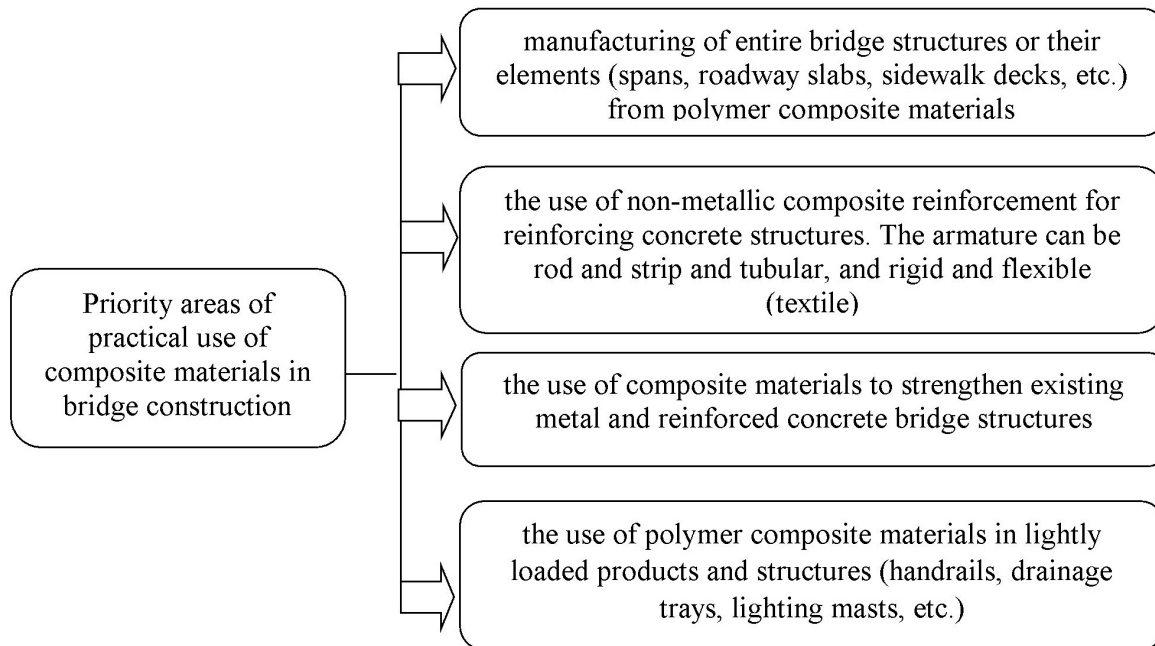 manufacturing of entire bridge structures or their
elements (spans, roadway slabs, sidewalk decks, etc.)
from polymer composite materials
the use of non-metallic composite reinforcement for
reinforcing concrete structures. The armature can be
rod and strip and tubular, and rigid and flexible
(textile)
Priority areas of
practical use of
composite materials in
bridge construction
the use of composite materials to strengthen existing
metal and reinforced concrete bridge structures
the use of polymer composite materials in lightly
loaded products and structures (handrails, drainage
trays, lighting masts, etc.)